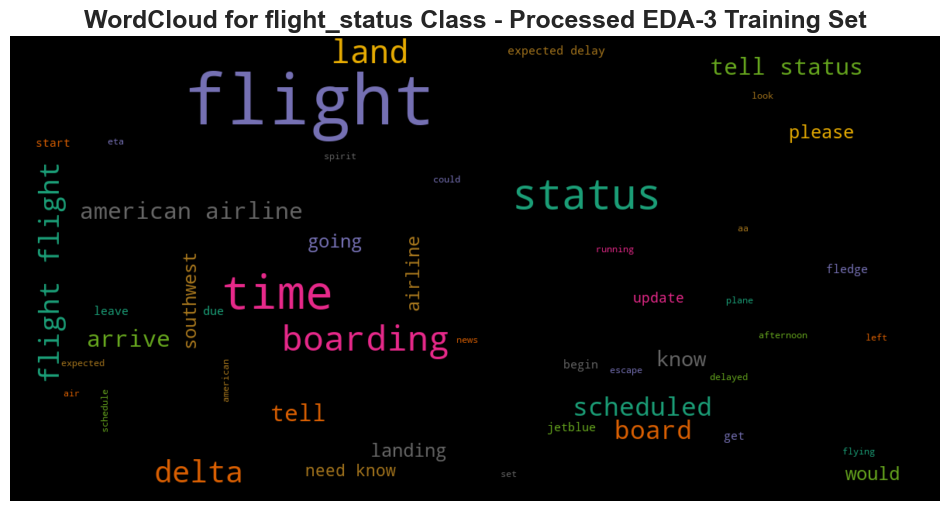 WordCloud for flight_status Class - Processed EDA-3 Training Set
land
expected delay
tell status
flight
look
please
start
eta
spirit
could
flight flight
american airline
status
going
airline
aa
running
southwest
time
fledge
update
plane
leave
due
arrive
boarding
news
afternoon
left
expected
begin
know
escape
delayed
air
schedule
american
tell
scheduled
jetblue
board
get
landing
flying
delta
need know
set
would